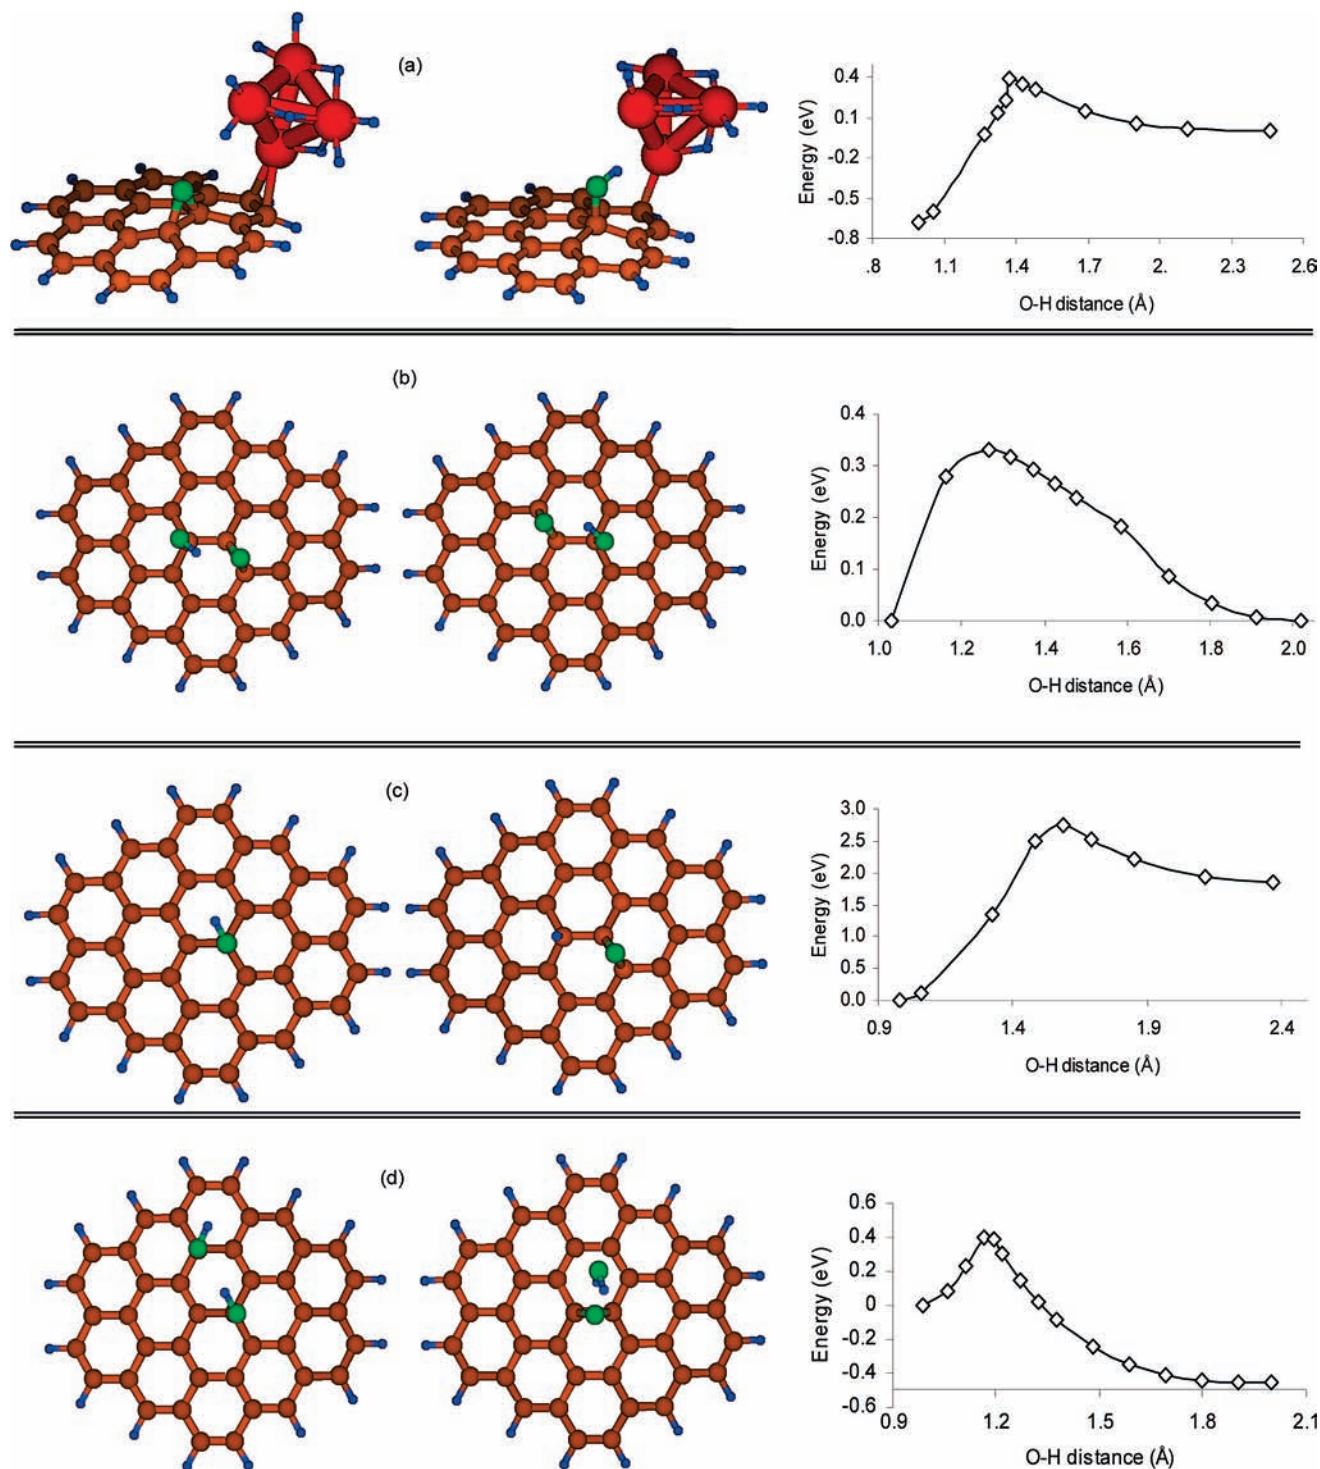 (a)
Energy (eV)
0.4
0.1
-0.2
-0.5
-0.8
.8 1.1 1.4 1.7 2. 2.3 2.6
O-H distance (Å)
(b)
Energy (eV)
0.4
0.3
0.2
0.1
0.0
1.0 1.2 1.4 1.6 1.8 2.0
O-H distance (Å)
(c)
Energy (eV)
3.0
2.5
2.0
1.5
1.0
0.5
0.0
0.9 1.4 1.9 2.4
O-H distance (Å)
(d)
Energy (eV)
0.6
0.4
0.2
0
-0.2
-0.4
-0.6
0.9 1.2 1.5 1.8 2.1
O-H distance (Å)